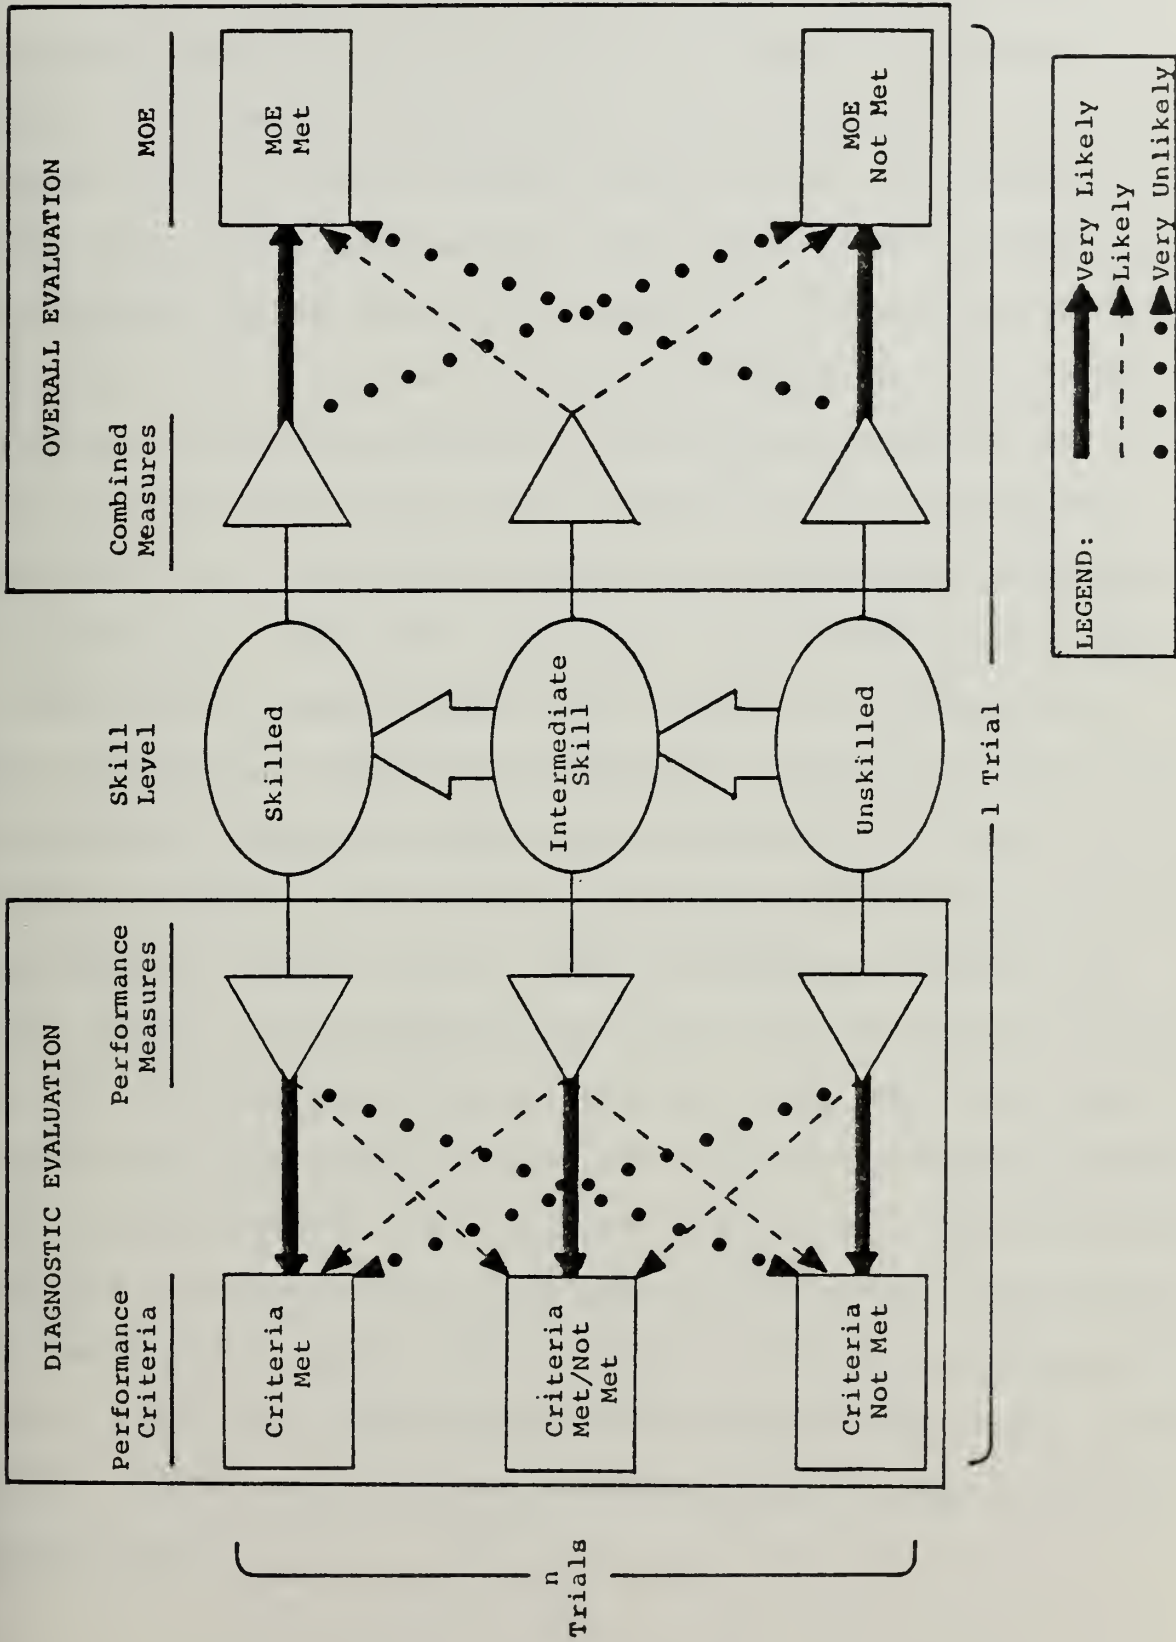 DIAGNOSTIC EVALUATION
OVERALL EVALUATION
Performance
Criteria
Performance
Measures
Skill
Level
Combined
Measures
MOE
Criteria
Met
Skilled
MOE
Met
n
Trials
Criteria
Met/Not
Met
Intermediate
Skill
Criteria
Not Met
Unskilled
MOE
Not Met
1 Trial
LEGEND:
Very Likely
Likely
Very Unlikely